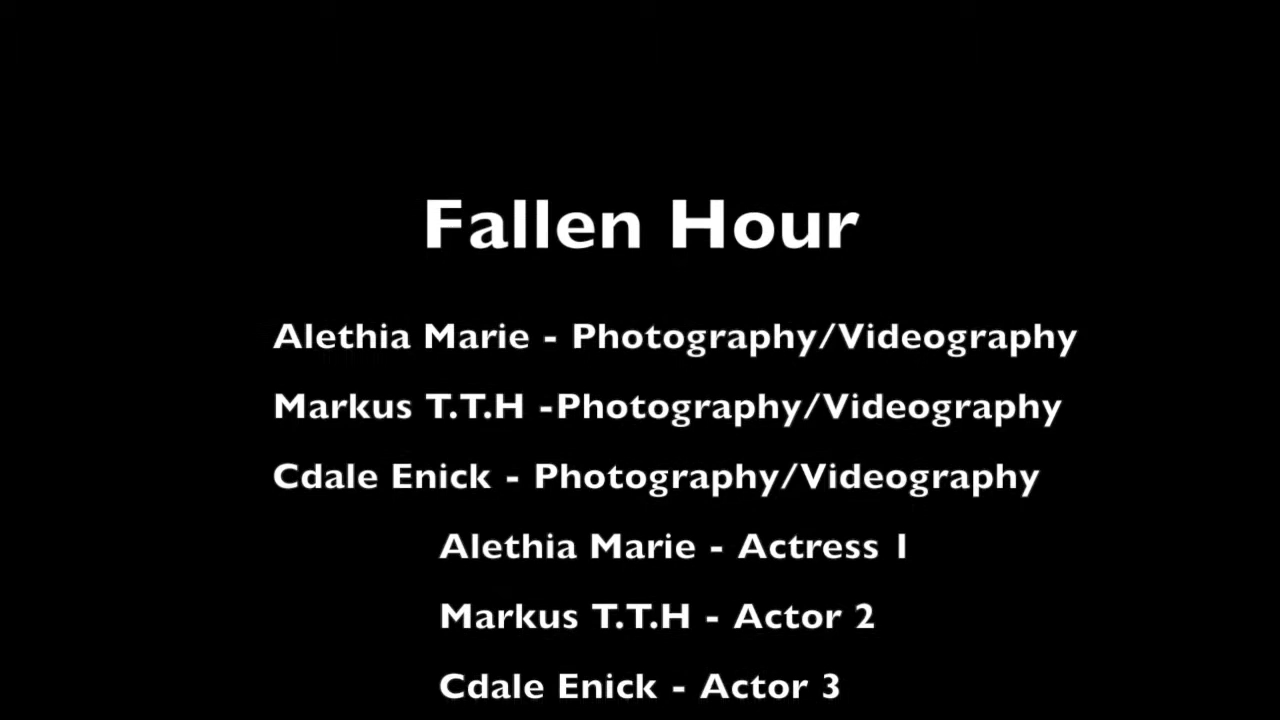 Fallen Hour
Alethia Marie - Photography/Videography
Markus T.T.H -Photography/Videography
Cdale Enick - Photography/Videography
Alethia Marie - Actress 1
Markus T.T.H - Actor 2
Cdale Enick - Actor 3